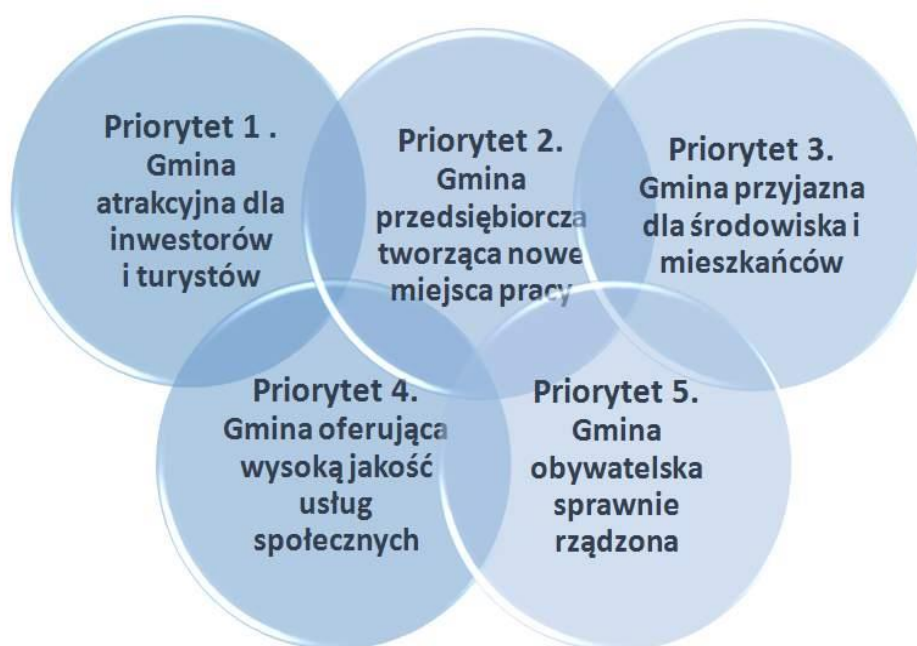 Priorytet 1 .
Gmina
atrakcyjna dla
inwestorów
i turystów
Priorytet 2.
Gmina
przedsiębiorcza
tworząca nowe
miejsca pracy
Priorytet 3.
Gmina przyjazna
dla środowiska i
mieszkańców
Priorytet 4.
Gmina oferująca
wysoką jakość
usług
społecznych
Priorytet 5.
Gmina
obywatelska
sprawnie
rządzona